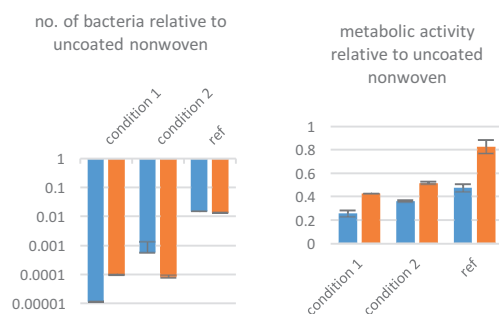 no. of bacteria relative to
uncoated nonwoven
condition 1
condition 2
ref
1
0.1
0.01
0.001
0.0001
0.00001
metabolic activity
relative to uncoated
nonwoven
1
0.8
0.6
0.4
0.2
0
condition 1
condition 2
ref